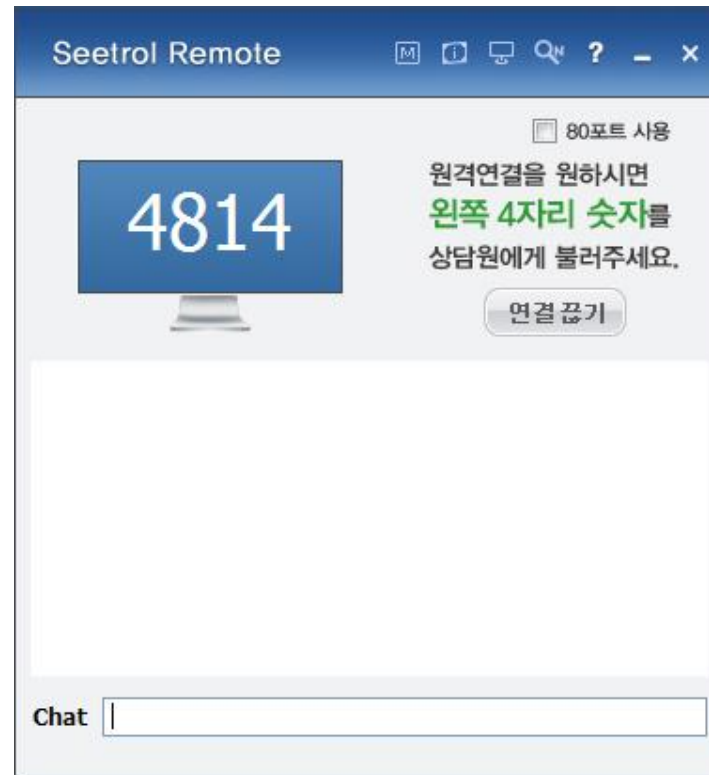 Seetrol Remote
80포트 사용
4814
원격연결을 원하시면
왼쪽 4자리 숫자를
상담원에게 불러주세요.
연결 끊기
Chat